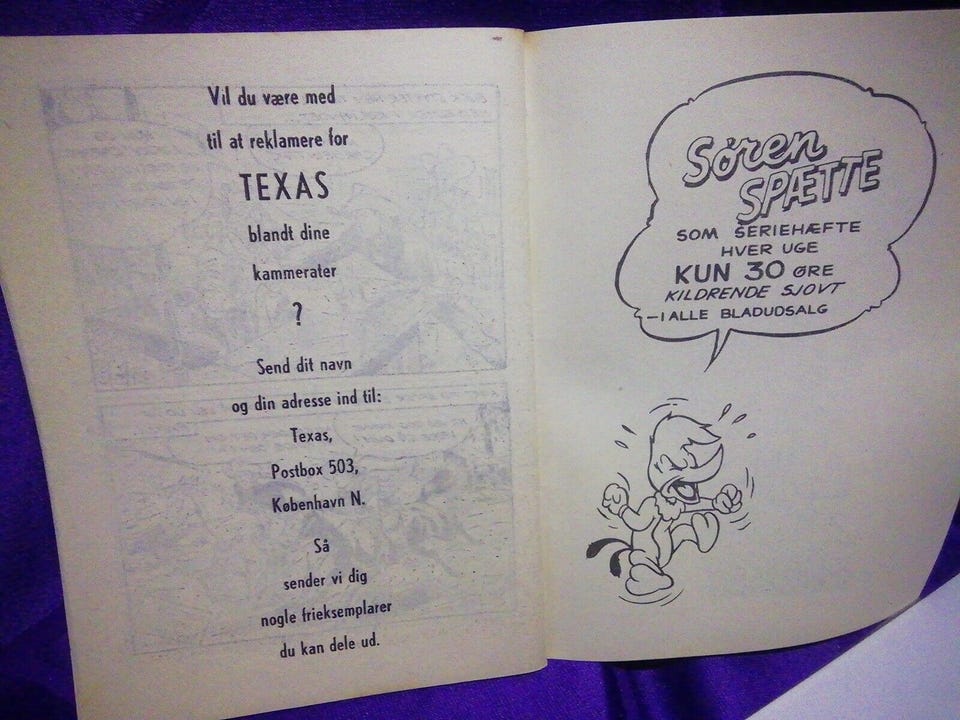 Vil du være med
til at reklamere for
TEXAS
blandt dine
kammerater
?
Send dit navn
og din adresse ind til:
Texas,
Postbox 503,
København N.
Så
sender vi dig
nogle frieksemplarer
du kan dele ud.
Søren
SPÆTTE
SOM SERIEHÆFTE
HVER UGE
KUN 30 ØRE
KILDRENDE SJOVT
—I ALLE BLADUDSALG